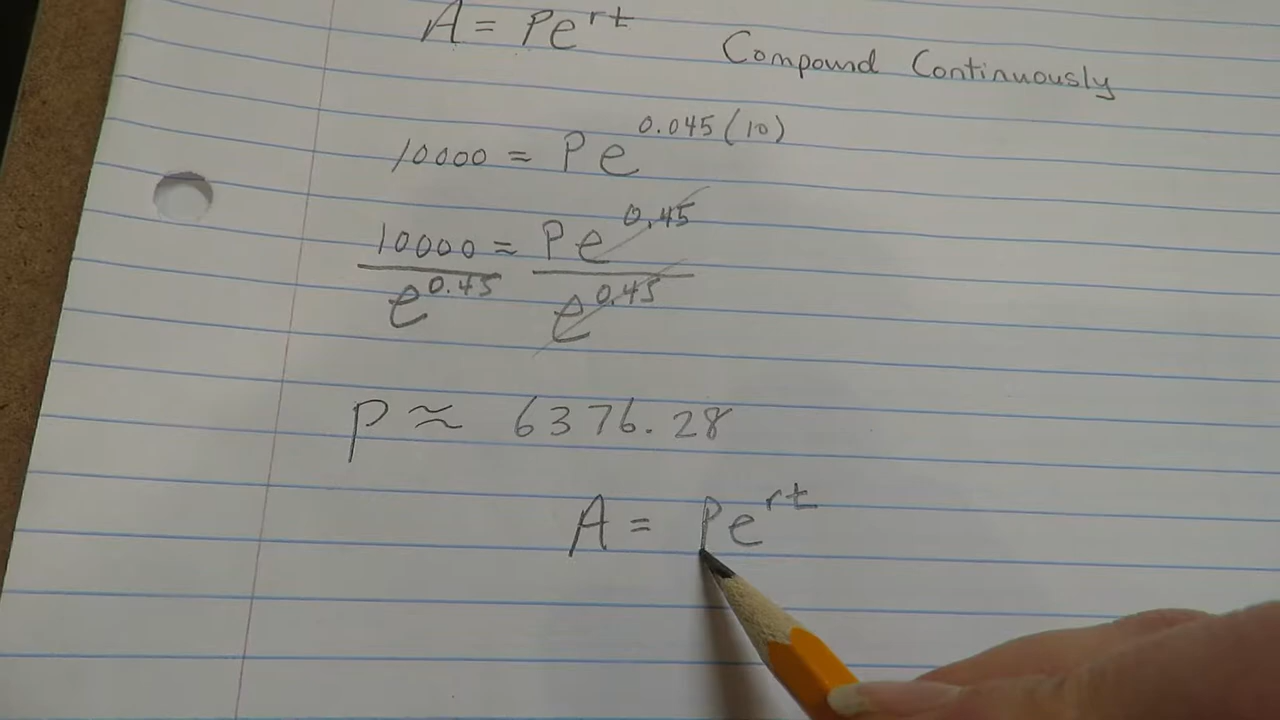 A = Pe^rt Compound Continuously
10000 = Pe^0.045(10)
10000 = Pe^0.45
e^0.45 e^0.45
P ≈ 6376.28
A = Pe^rt